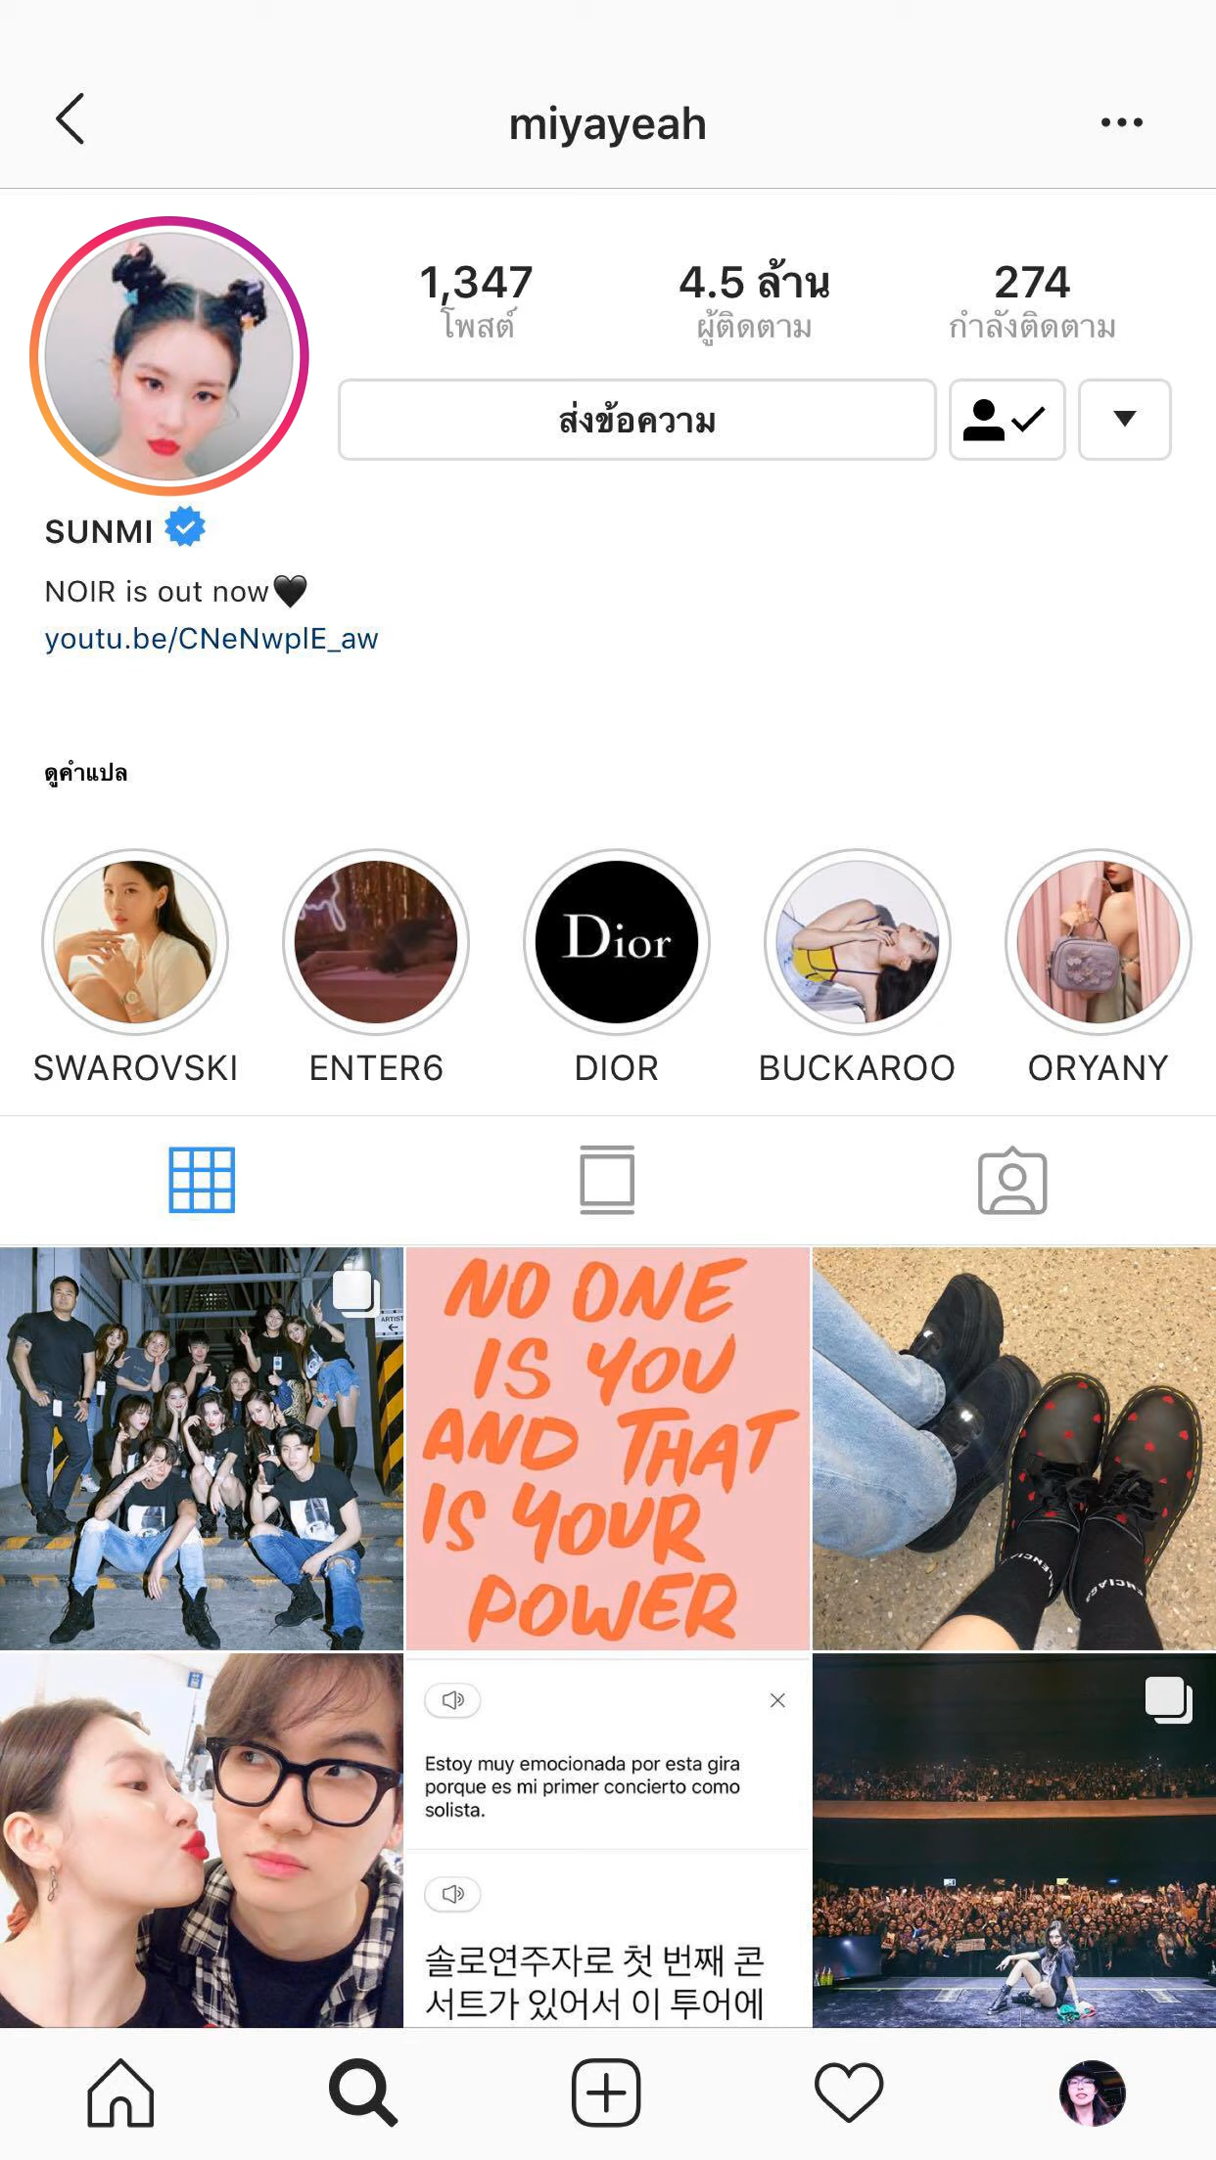 miyayeah
1,347
โพสต์
4.5 ล้าน
ผู้ติดตาม
274
กำลังติดตาม
ส่งข้อความ
SUNMI
NOIR is out now🖤
youtu.be/CNeNwplE_aw
ดูคำแปล
Dior
SWAROVSKI
ENTER6
DIOR
BUCKAROO
ORYANY
ARTIST
NO ONE
IS YOU
AND THAT
IS YOUR
POWER
Estoy muy emocionada por esta gira
porque es mi primer concierto como
solista.
솔로연주자로 첫 번째 콘
서트가 있어서 이 투어에